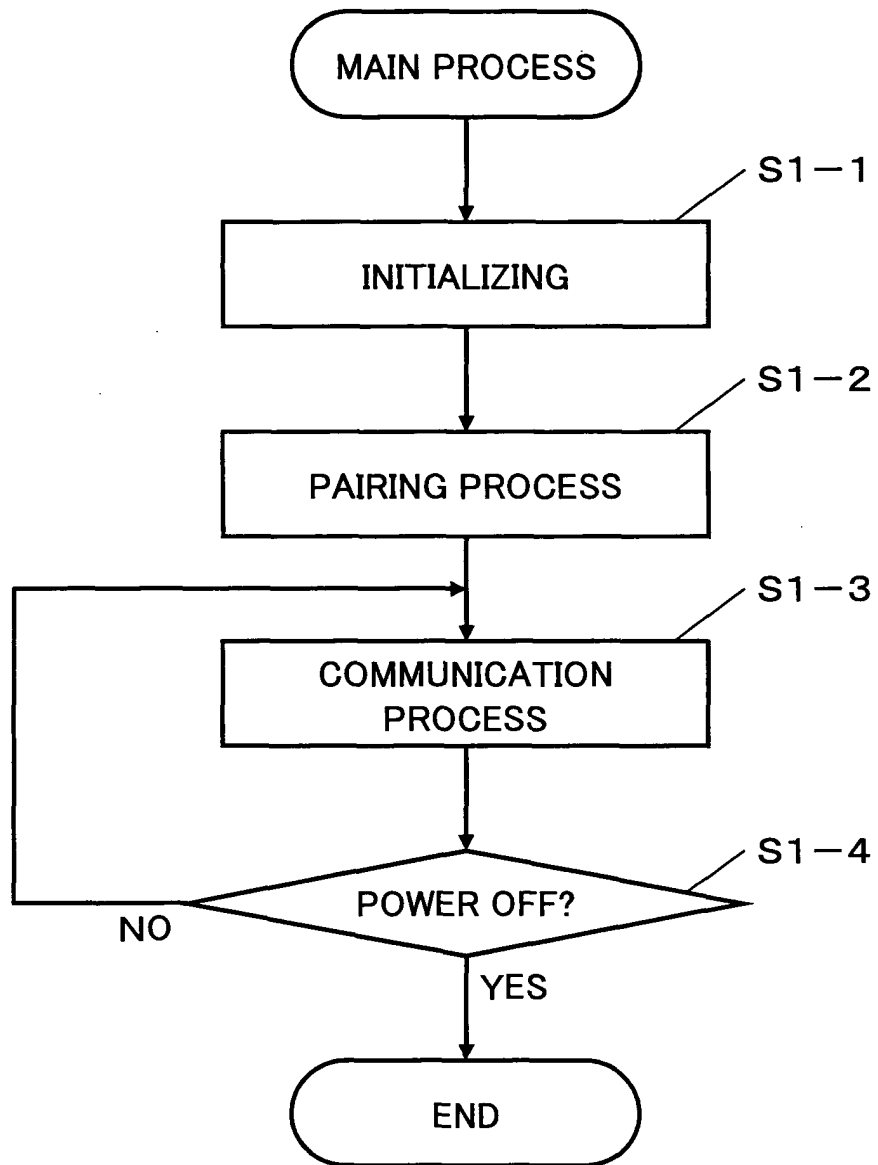 MAIN PROCESS
S1-1
INITIALIZING
S1-2
PAIRING PROCESS
S1-3
COMMUNICATION
PROCESS
S1-4
POWER OFF?
NO
YES
END